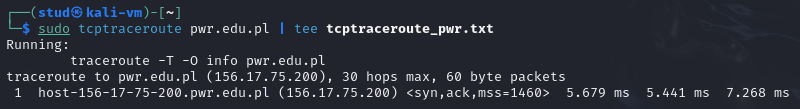 ┌──(stud㉿kali-vm)-[~]
└─$ sudo tcptraceroute pwr.edu.pl | tee tcptraceroute_pwr.txt
Running:
        traceroute -T -O info pwr.edu.pl
traceroute to pwr.edu.pl (156.17.75.200), 30 hops max, 60 byte packets
 1  host-156-17-75-200.pwr.edu.pl (156.17.75.200) <syn,ack,mss=1460>  5.679 ms  5.441 ms  7.268 ms